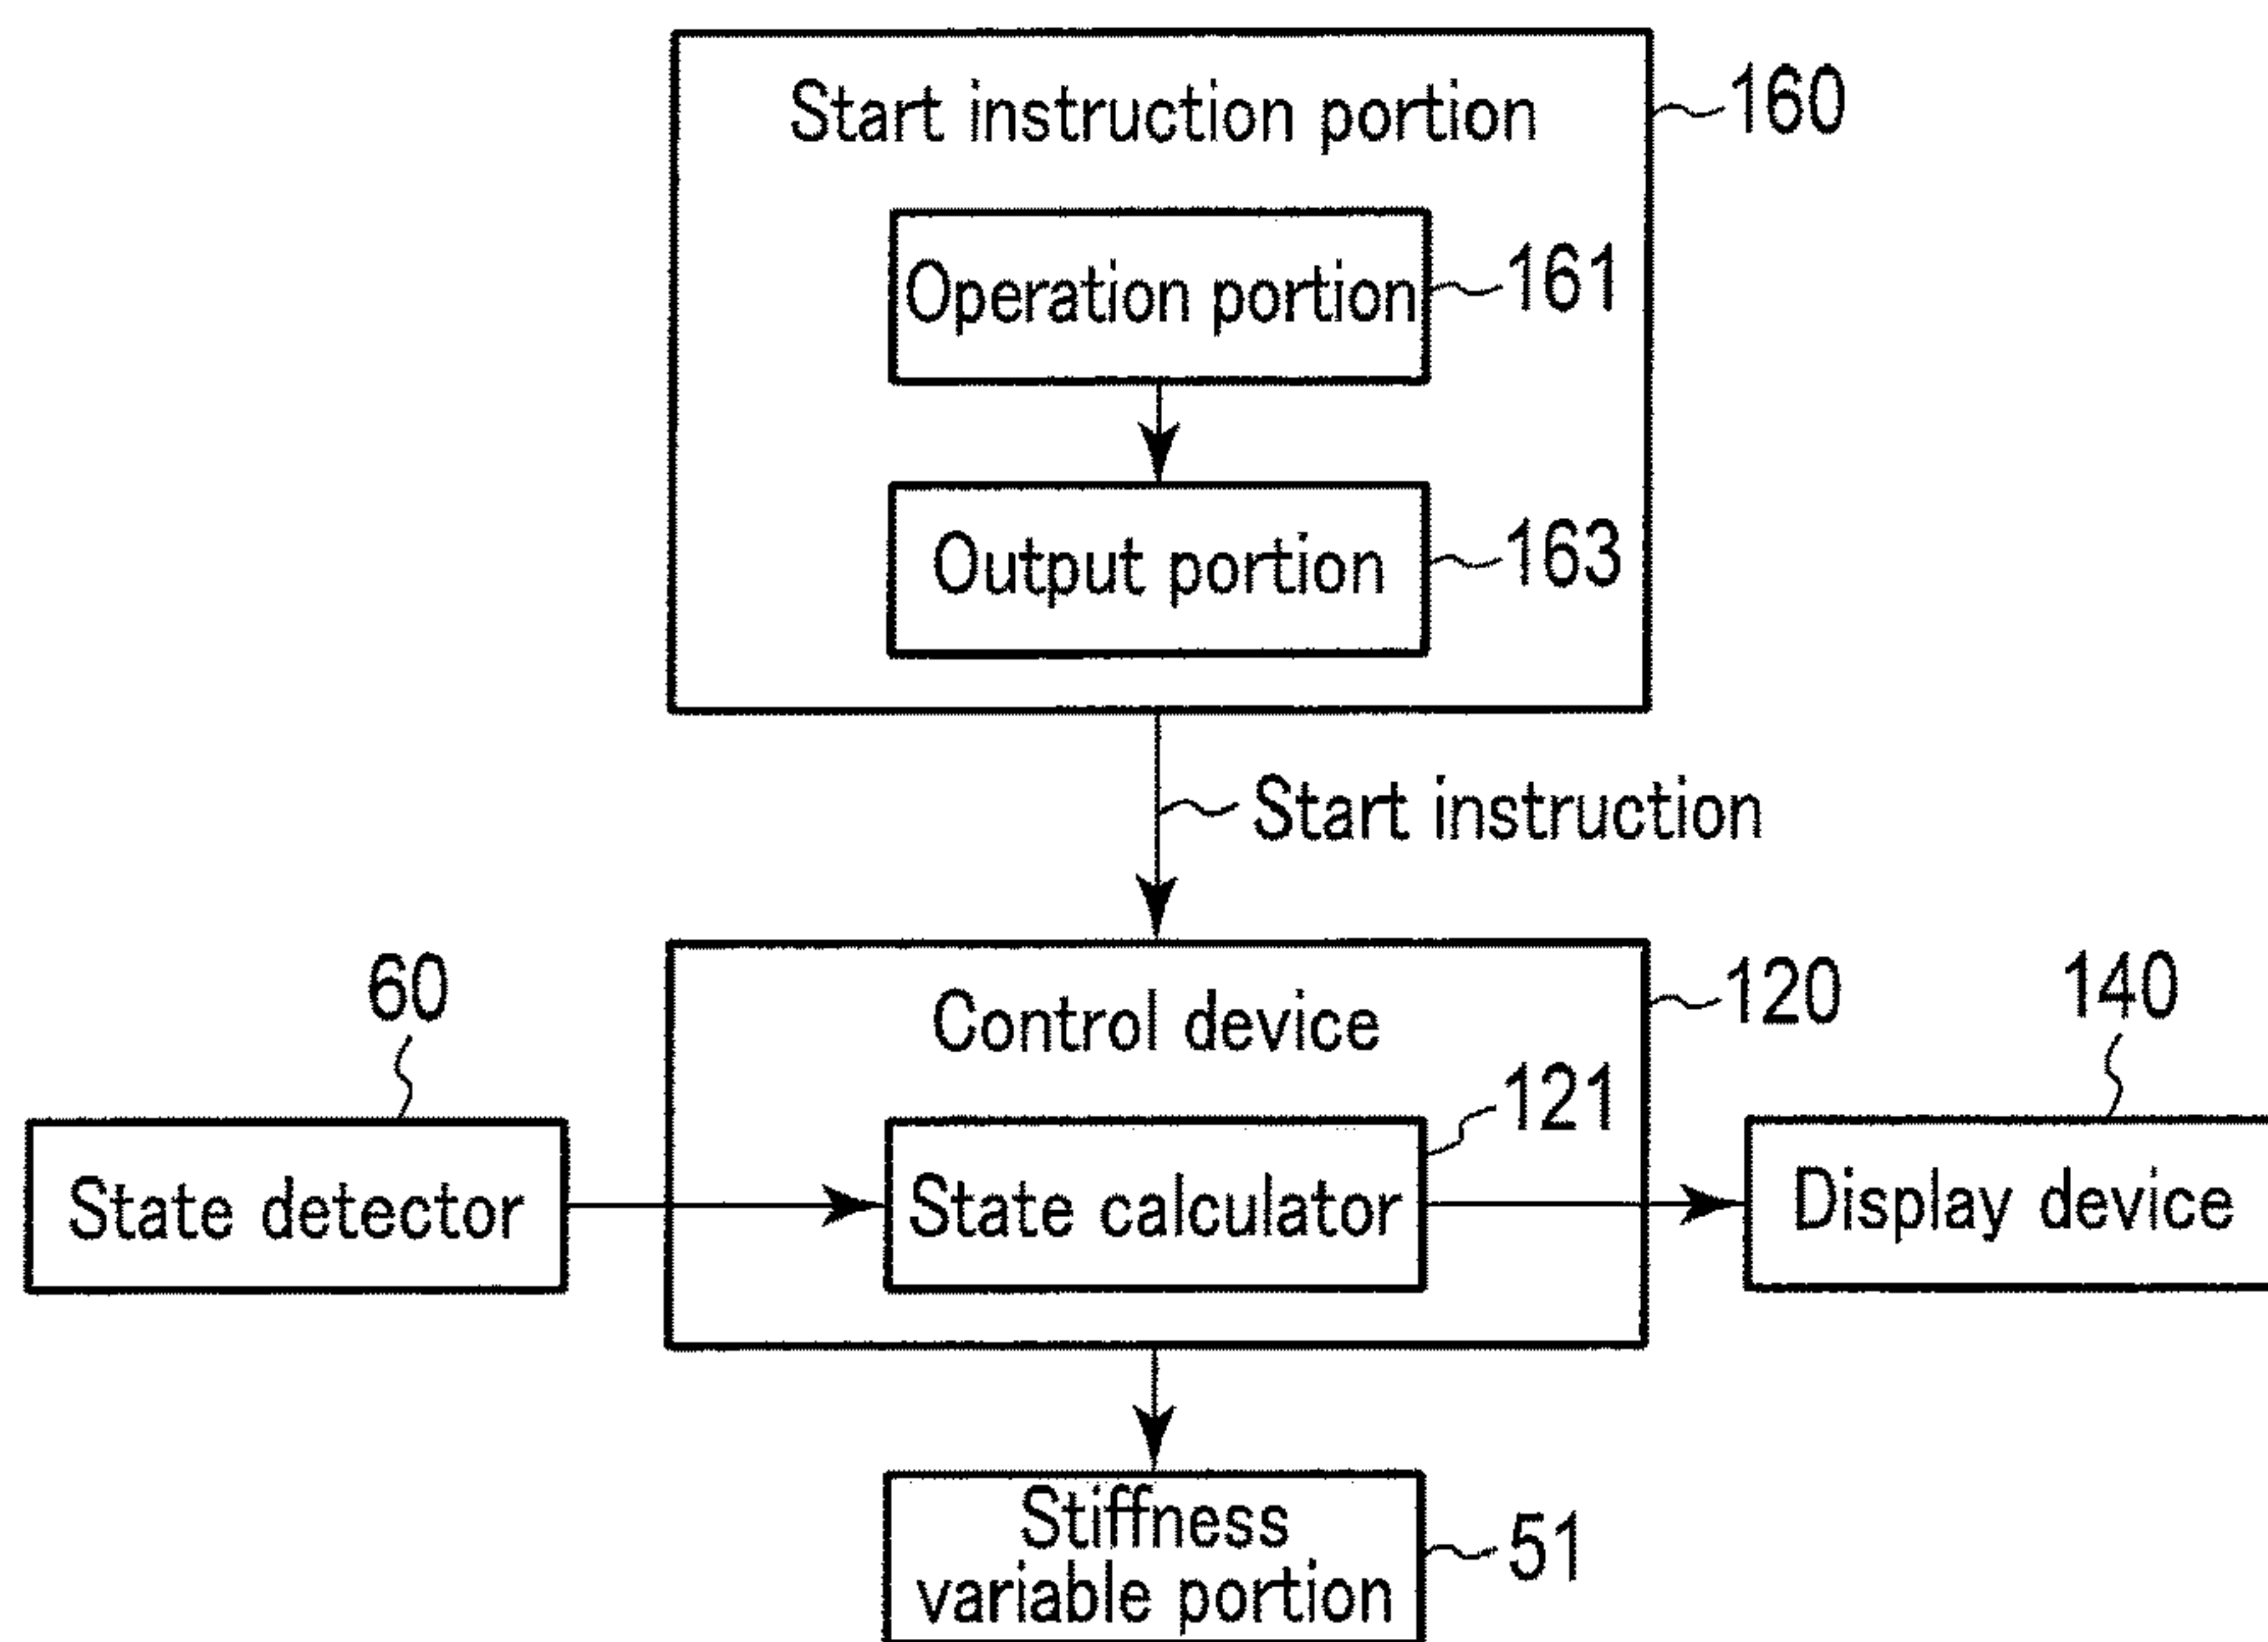 Start instruction portion
160
Operation portion
161
Output portion
163
Start instruction
60
Control device
120
140
121
State detector
State calculator
Display device
Stiffness
variable portion
51